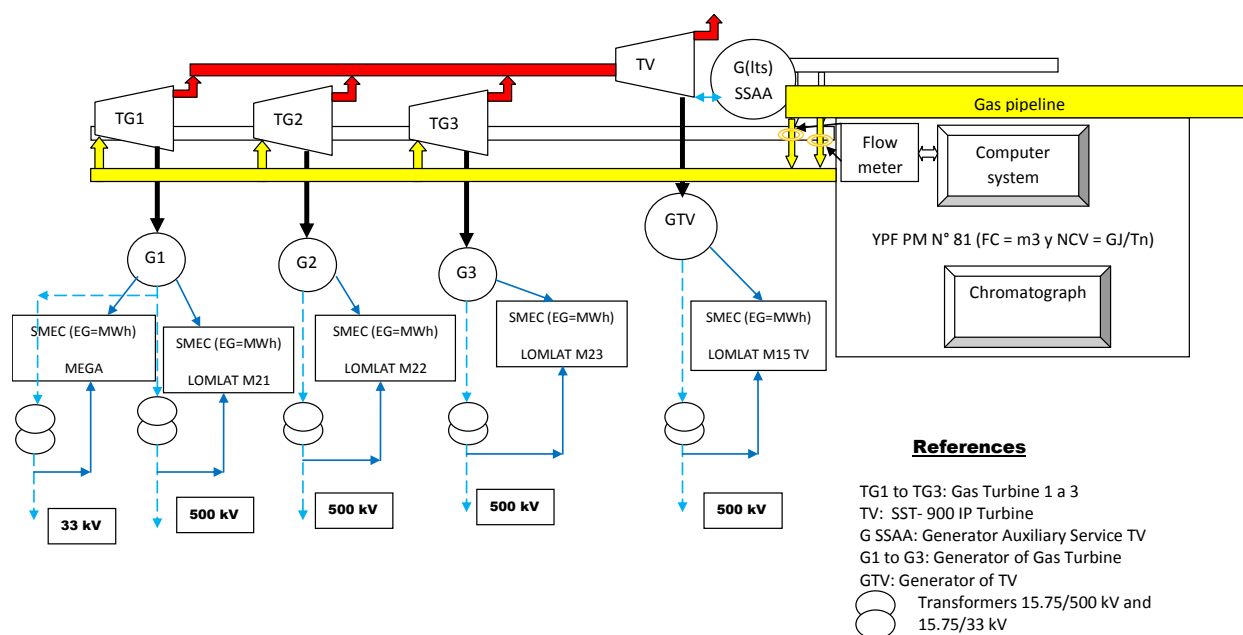 TV
G(lts)
SSAA
Gas pipeline
TG1
TG2
TG3
Flow
meter
Computer
system
YPF PM N° 81 (FC = m3 y NCV = GJ/Tn)
Chromatograph
G1
G2
G3
GTV
SMEC (EG=MWh)
MEGA
SMEC (EG=MWh)
LOMLAT M21
SMEC (EG=MWh)
LOMLAT M22
SMEC (EG=MWh)
LOMLAT M23
SMEC (EG=MWh)
LOMLAT M15 TV
33 kV
500 kV
500 kV
500 kV
500 kV
References
TG1 to TG3: Gas Turbine 1 a 3
TV: SST- 900 IP Turbine
G SSAA: Generator Auxiliary Service TV
G1 to G3: Generator of Gas Turbine
GTV: Generator of TV
Transformers 15.75/500 kV and
15.75/33 kV